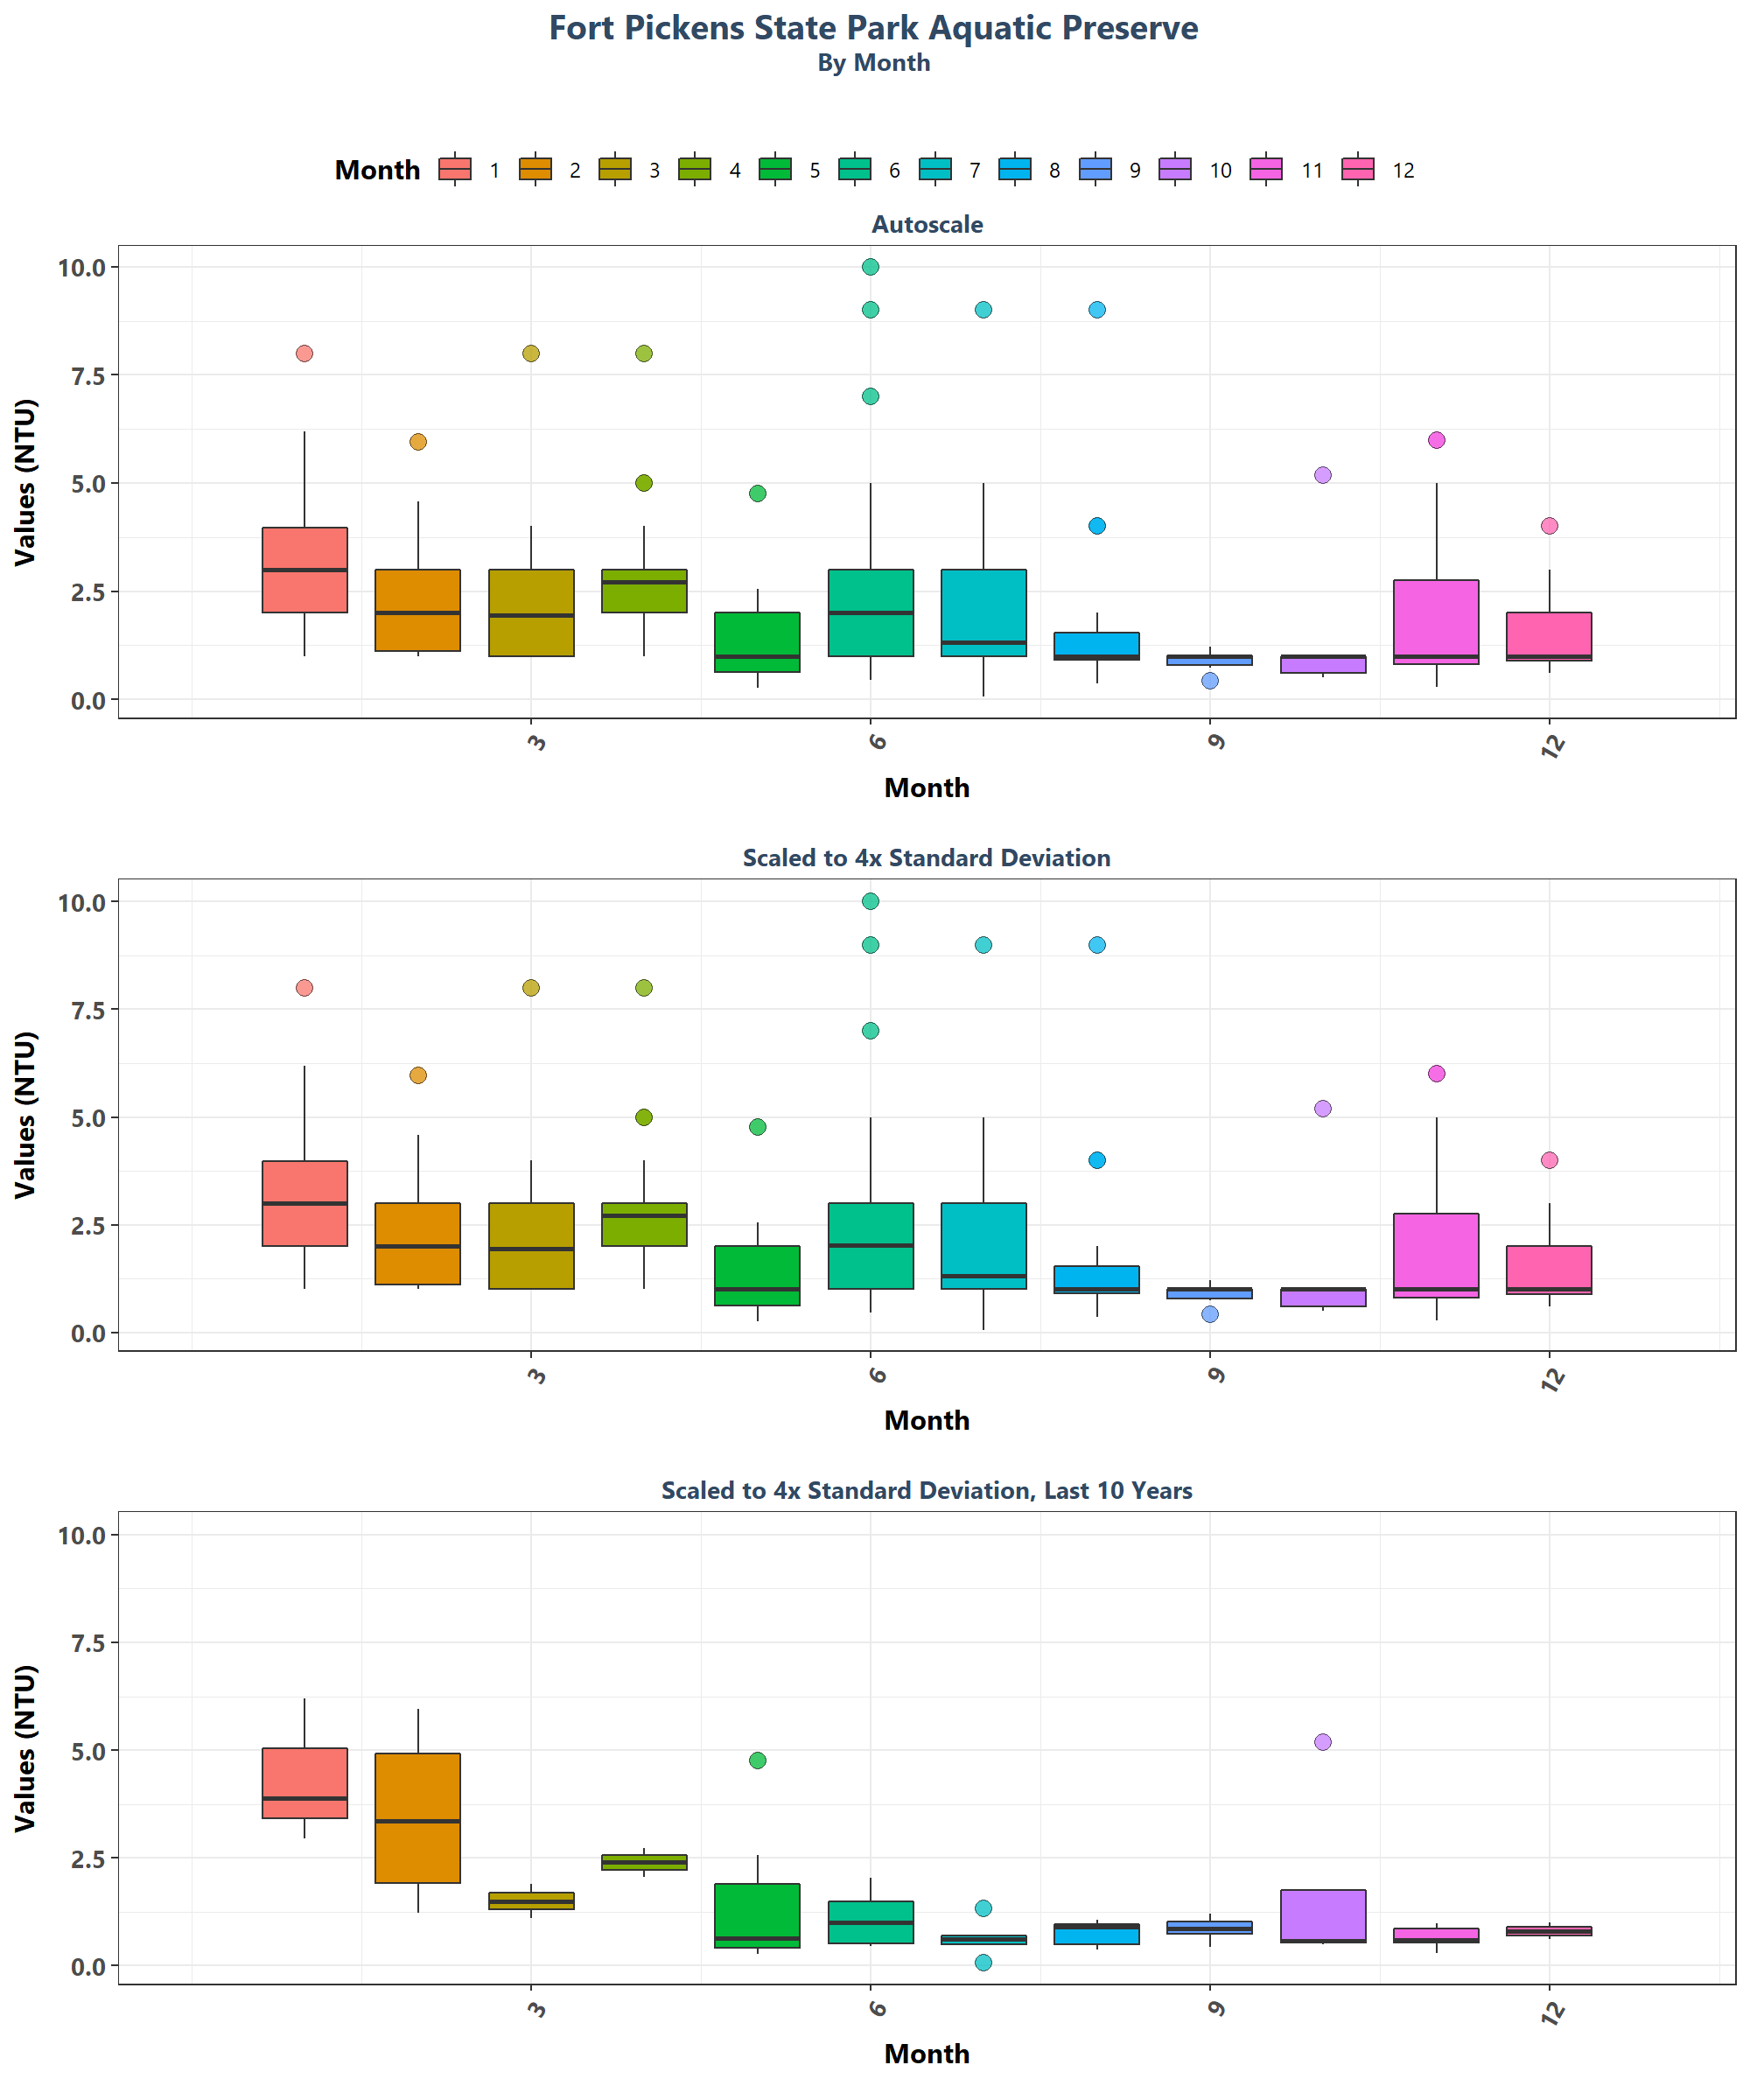 Fort Pickens State Park Aquatic Preserve
By Month
Month 1 2 3 4 5 6 7 8 9 10 11 12
Autoscale
Values (NTU)
10.0
7.5
5.0
2.5
0.0
3 6 9 12
Month
Scaled to 4x Standard Deviation
Values (NTU)
10.0
7.5
5.0
2.5
0.0
3 6 9 12
Month
Scaled to 4x Standard Deviation, Last 10 Years
Values (NTU)
10.0
7.5
5.0
2.5
0.0
3 6 9 12
Month